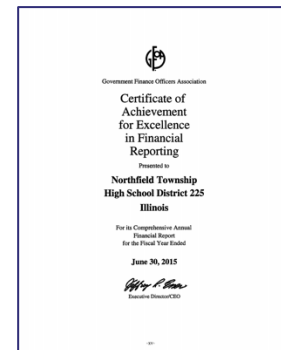 Government Finance Officers Association
Certificate of
Achievement
for Excellence
in Financial
Reporting
Presented to
Northfield Township
High School District 225
Illinois
For its Comprehensive Annual
Financial Report
for the Fiscal Year Ended
June 30, 2015
Executive Director/CEO